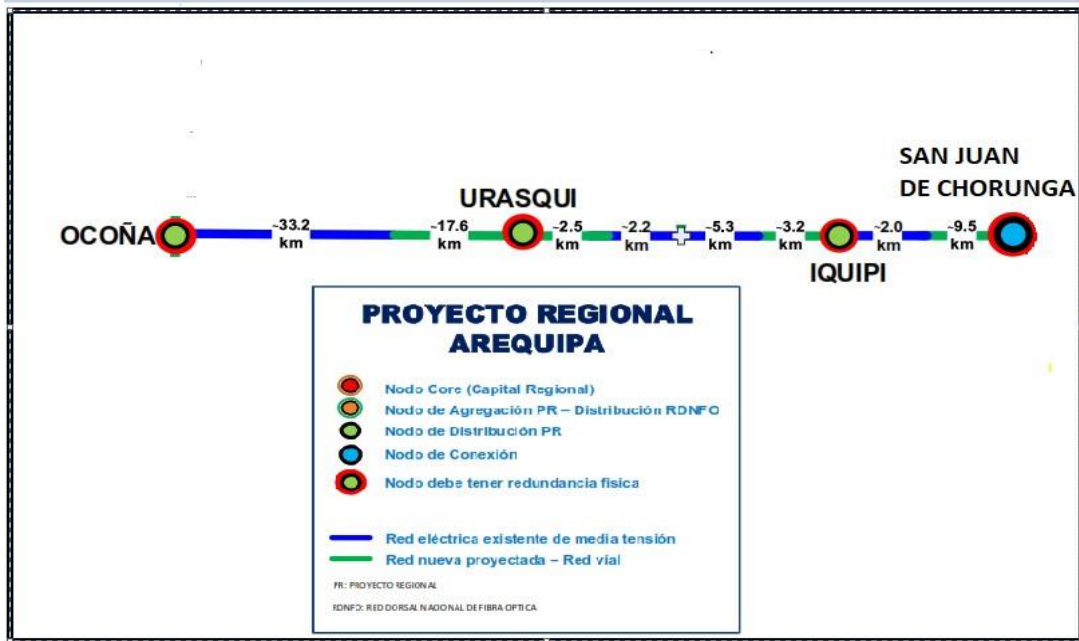 SAN JUAN
DE CHORUNGA
URASQUI
OCOÑA
~33.2 km
~17.6 km
~2.5 km
~2.2 km
~5.3 km
~3.2 km
~2.0 km
~9.5 km
IQUIPI
PROYECTO REGIONAL
AREQUIPA
Nodo Core (Capital Regional)
Nodo de Agregación PR – Distribución RDNFO
Nodo de Distribución PR
Nodo de Conexión
Nodo debe tener redundancia física
Red eléctrica existente de media tensión
Red nueva proyectada – Red vial
PR: PROYECTO REGIONAL
RDNFO: RED DORSAL NACIONAL DE FIBRA OPTICA